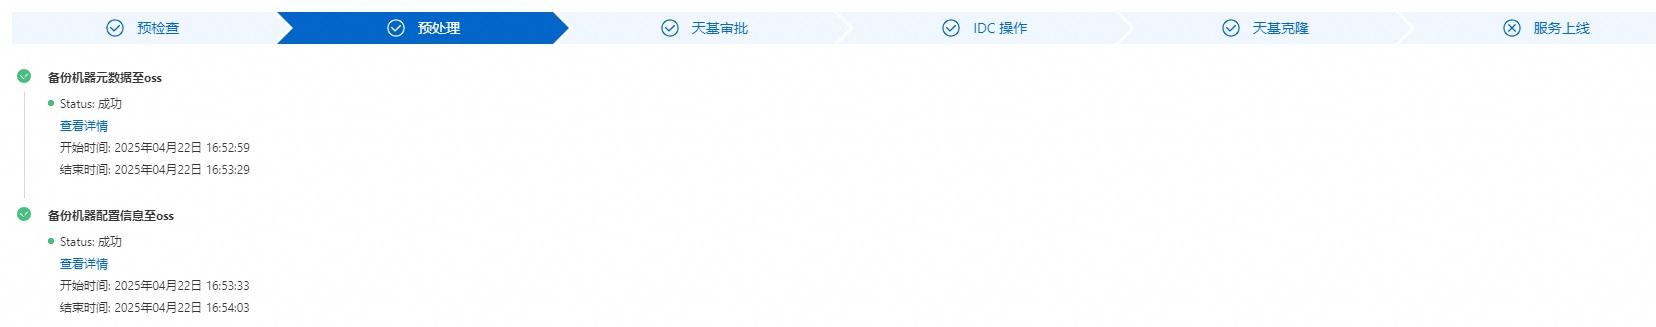 预检查
预处理
天基审批
IDC 操作
天基克隆
服务上线
备份机器元数据至oss
Status: 成功
查看详情
开始时间: 2025年04月22日 16:52:59
结束时间: 2025年04月22日 16:53:29
备份机器配置信息至oss
Status: 成功
查看详情
开始时间: 2025年04月22日 16:53:33
结束时间: 2025年04月22日 16:54:03